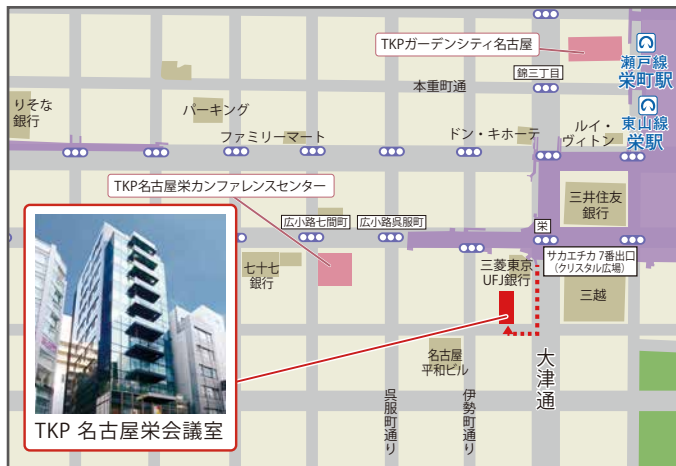 TKPガーデンシティ名古屋
瀬戸線
栄町駅
錦三丁目
本重町通
りそな
銀行
パーキング
東山線
栄駅
ファミリーマート
ドン・キホーテ
ルイ・
ヴィトン
TKP名古屋栄カンファレンスセンター
三井住友
銀行
広小路七間町
広小路呉服町
栄
サカエチカ 7番出口
(クリスタル広場)
七十七
銀行
三菱東京
UFJ銀行
三越
名古屋
平和ビル
大津通
呉服町通り
伊勢町通り
TKP 名古屋栄会議室